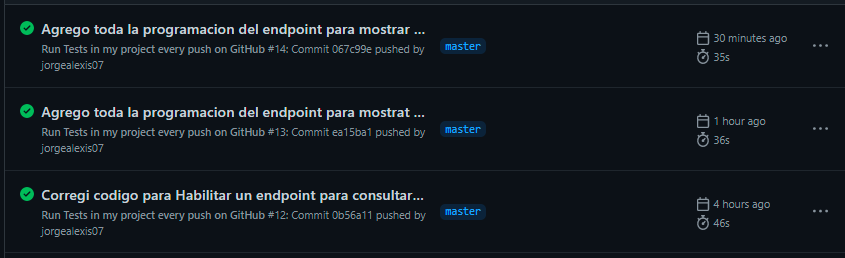 Agrego toda la programacion del endpoint para mostrar ...
Run Tests in my project every push on GitHub #14: Commit 067c99e pushed by
jorgealexis07
master
30 minutes ago
35s
Agrego toda la programacion del endpoint para mostrat ...
Run Tests in my project every push on GitHub #13: Commit ea15ba1 pushed by
jorgealexis07
master
1 hour ago
36s
Corregi codigo para Habilitar un endpoint para consultar...
Run Tests in my project every push on GitHub #12: Commit 0b56a11 pushed by
jorgealexis07
master
4 hours ago
46s